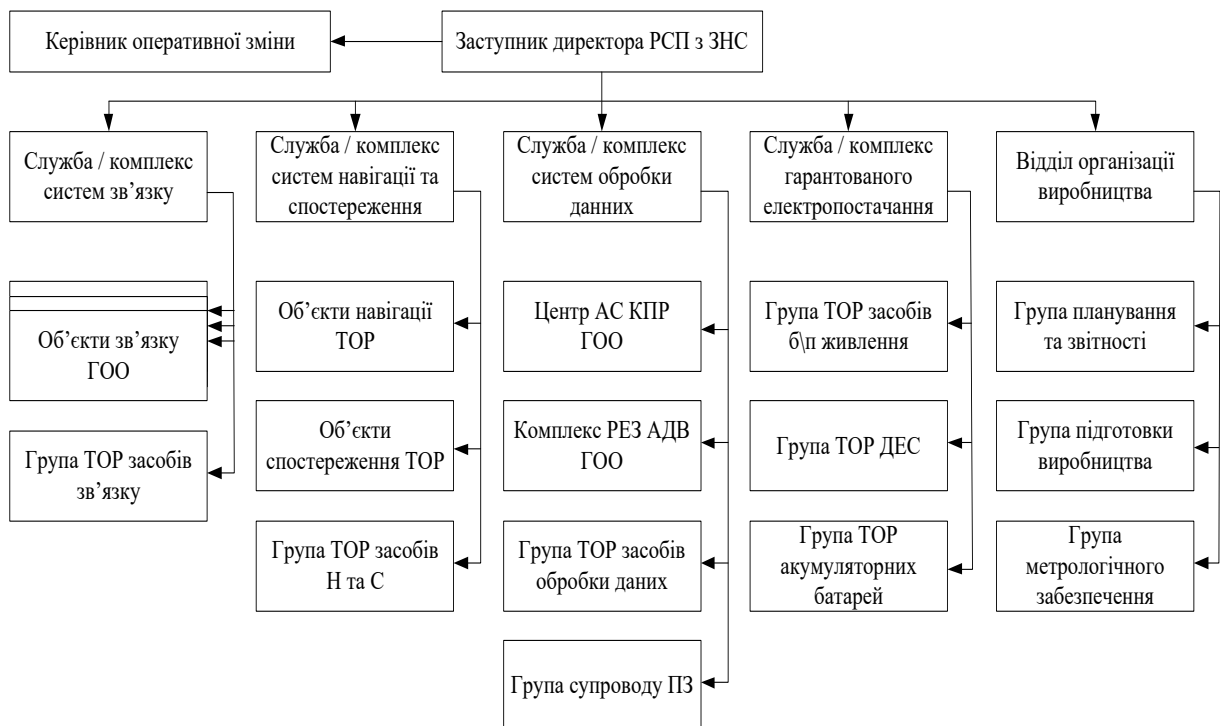 Керівник оперативної зміни
Заступник директора РСП з ЗНС
Служба / комплекс
систем зв’язку
Служба / комплекс
систем навігації та
спостереження
Служба / комплекс
систем обробки
данних
Служба / комплекс
гарантованого
електропостачання
Відділ організації
виробництва
Об’єкти зв’язку
ГОО
Об’єкти навігації
ТОР
Центр АС КПР
ГОО
Група ТОР засобів
б\п живлення
Група планування
та звітності
Група ТОР засобів
зв’язку
Об’єкти
спостереження ТОР
Комплекс РЕЗ АДВ
ГОО
Група ТОР ДЕС
Група підготовки
виробництва
Група ТОР засобів
Н та С
Група ТОР засобів
обробки даних
Група ТОР
акумуляторних
батарей
Група
метрологічного
забезпечення
Група супроводу ПЗ